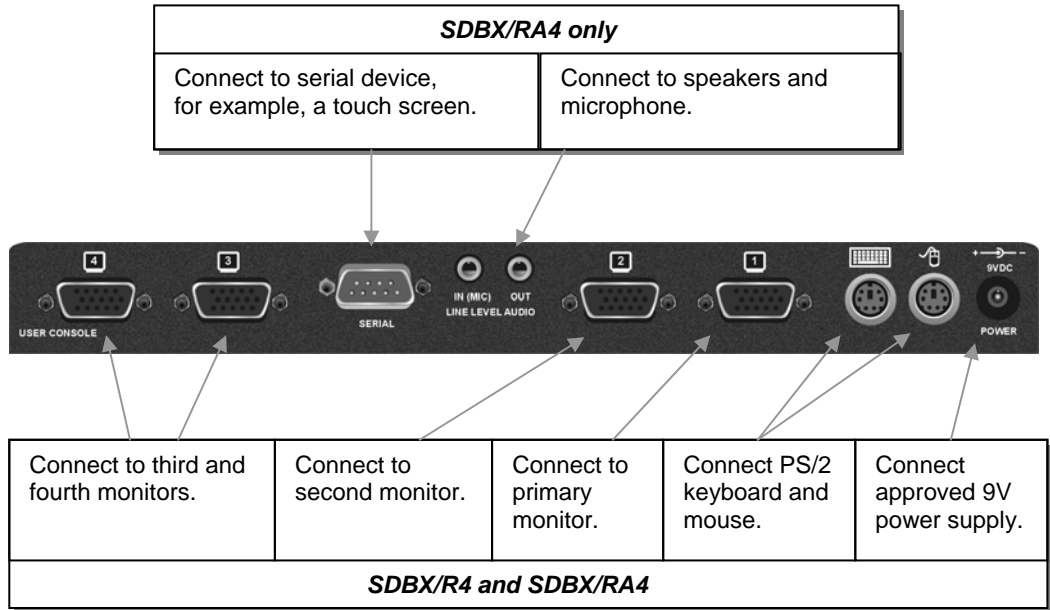 SDBX/RA4 only
Connect to serial device,
for example, a touch screen.
Connect to speakers and
microphone.
4
3
2
1
+ -
9VDC
IN (MIC) OUT
LINE LEVEL AUDIO
SERIAL
USER CONSOLE
POWER
Connect to third and
fourth monitors.
Connect to
second monitor.
Connect to
primary
monitor.
Connect PS/2
keyboard and
mouse.
Connect
approved 9V
power supply.
SDBX/R4 and SDBX/RA4